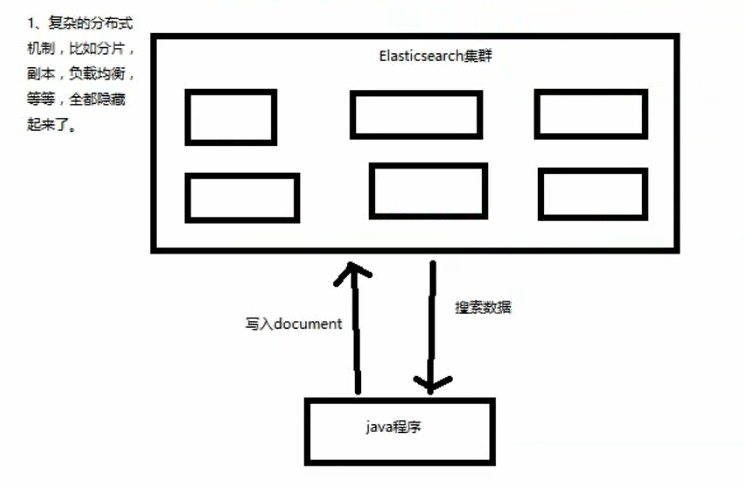 1、复杂的分布式
机制，比如分片，
副本，负载均衡，
等等，全都隐藏
起来了。
Elasticsearch集群
写入document
搜索数据
java程序